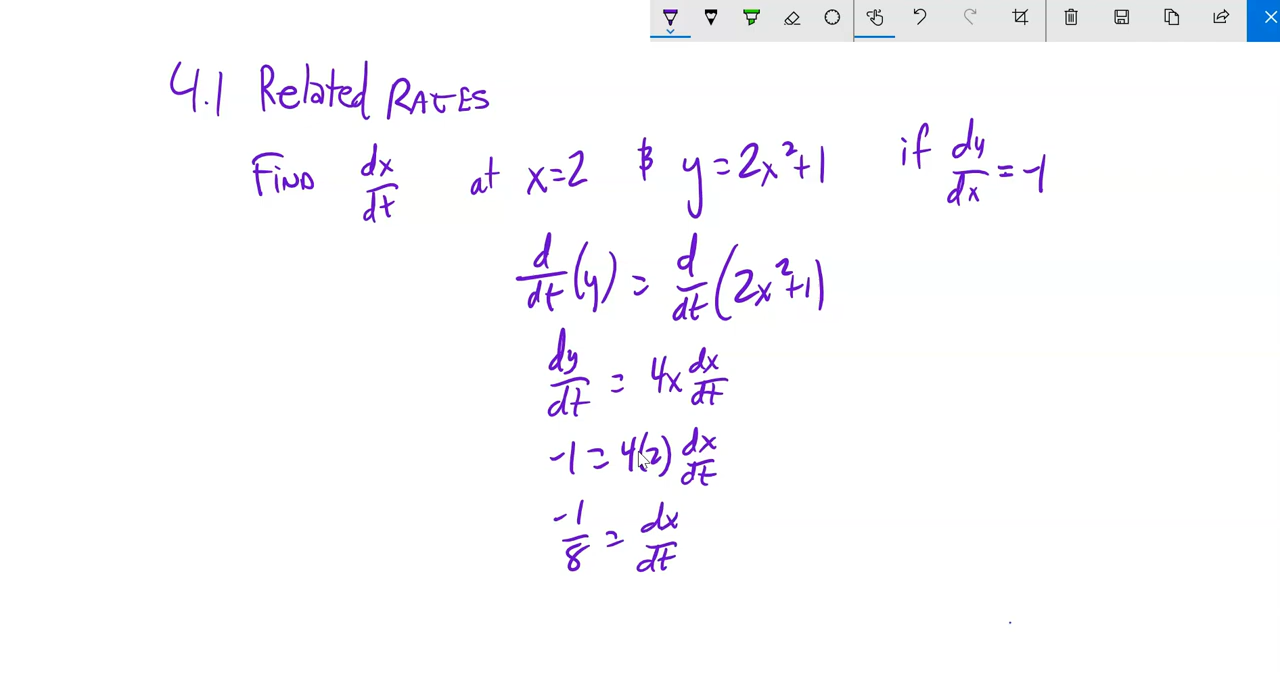 4.1 Related Rates
Find dx/dt at x=2 & y=2x²+1 if dy/dx=-1
d/dt(y)=d/dt(2x²+1)
dy/dt=4x dx/dt
-1=4(2) dx/dt
-1/8=dx/dt